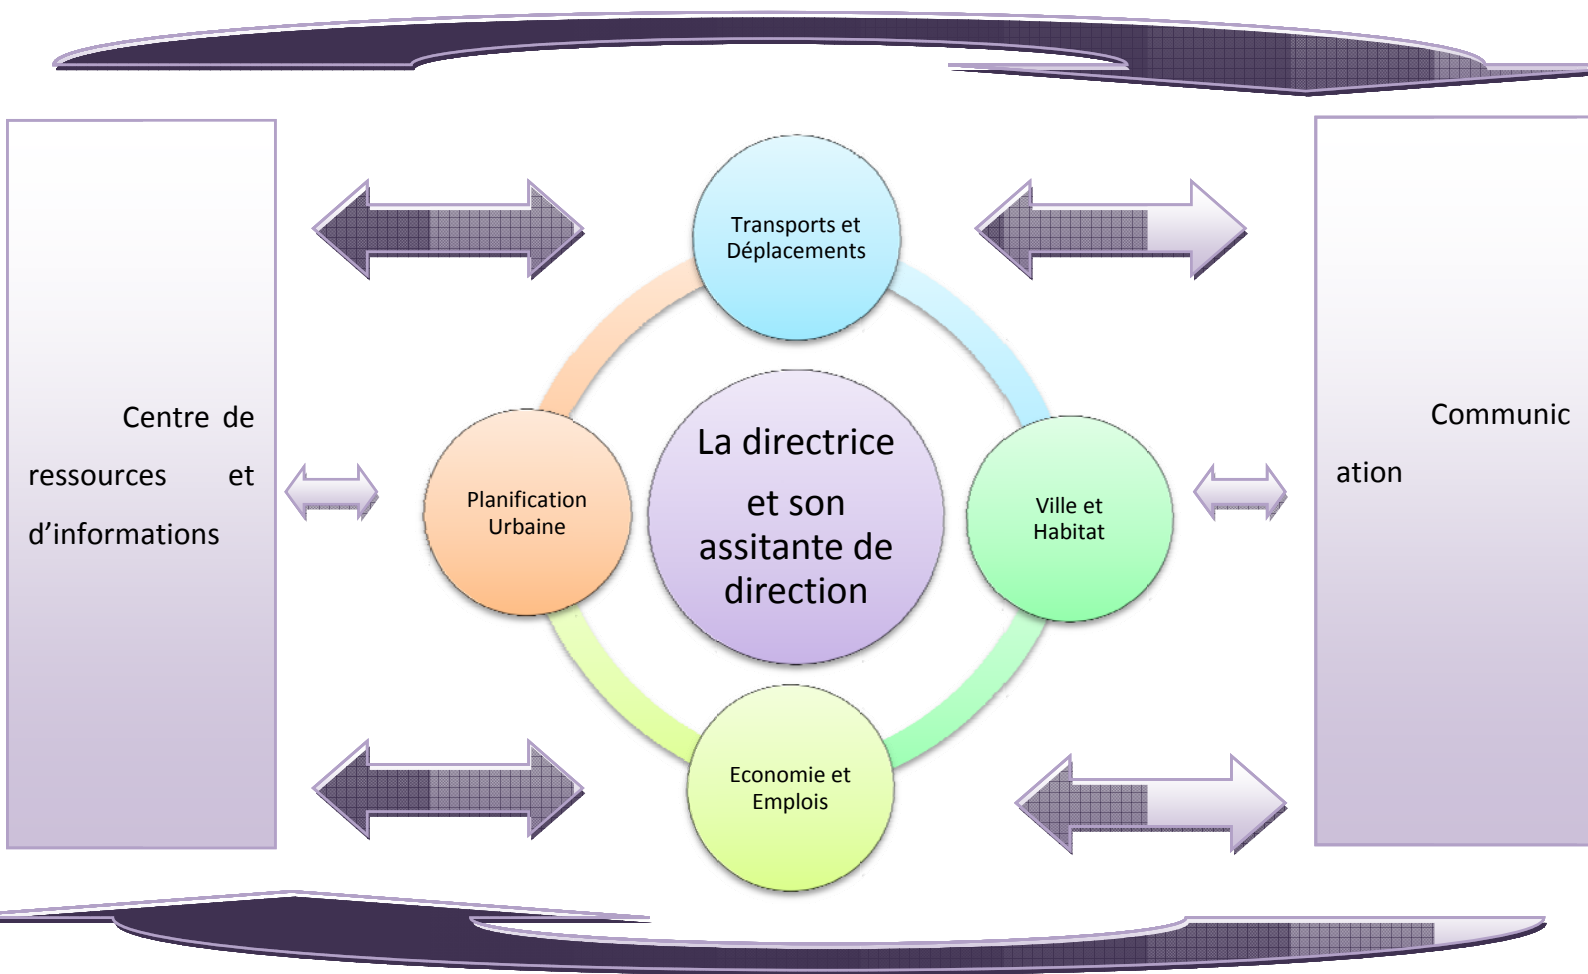 Transports et
Déplacements
Centre de
ressources et
d’informations
Planification
Urbaine
La directrice
et son
assitante de
direction
Ville et
Habitat
Communic
ation
Economie et
Emplois